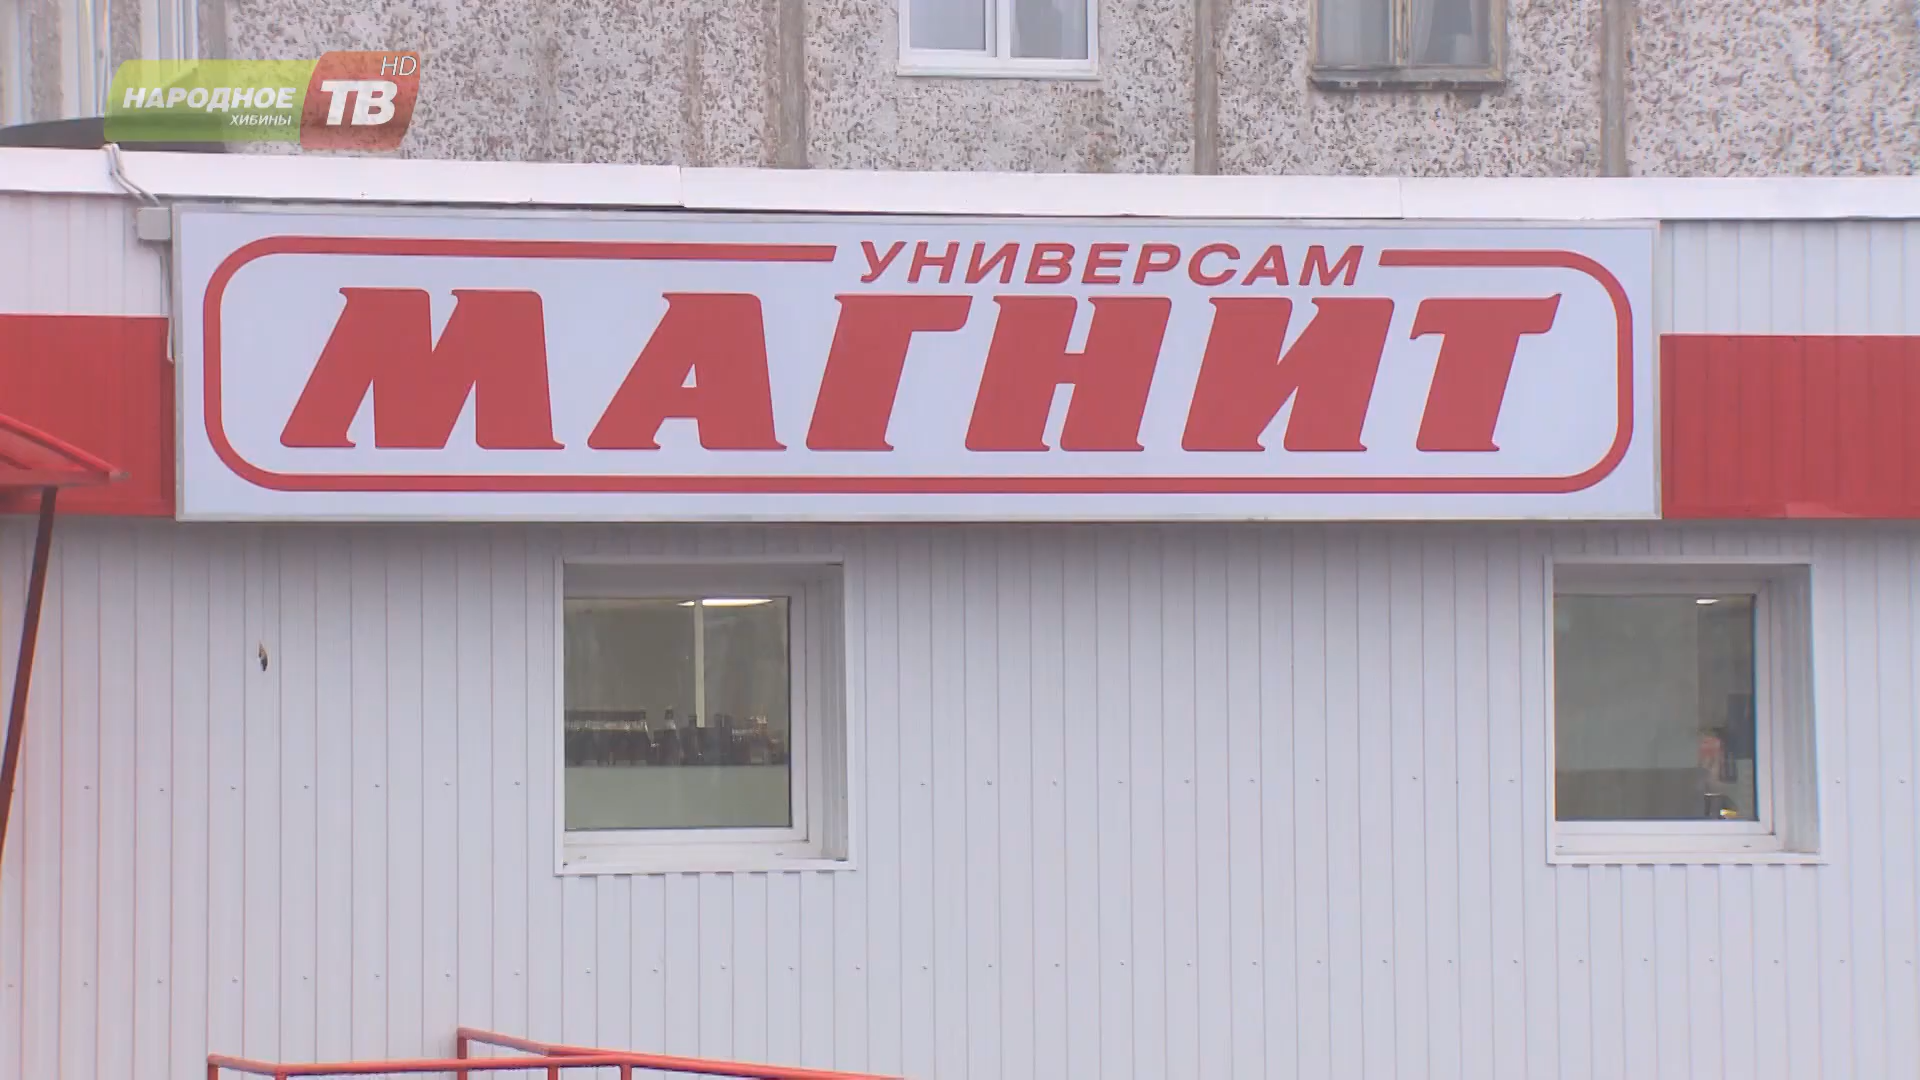 НАРОДНОЕ
ХИБИНЫ
ТВ
HD
УНИВЕРСАМ
МАГНИТ